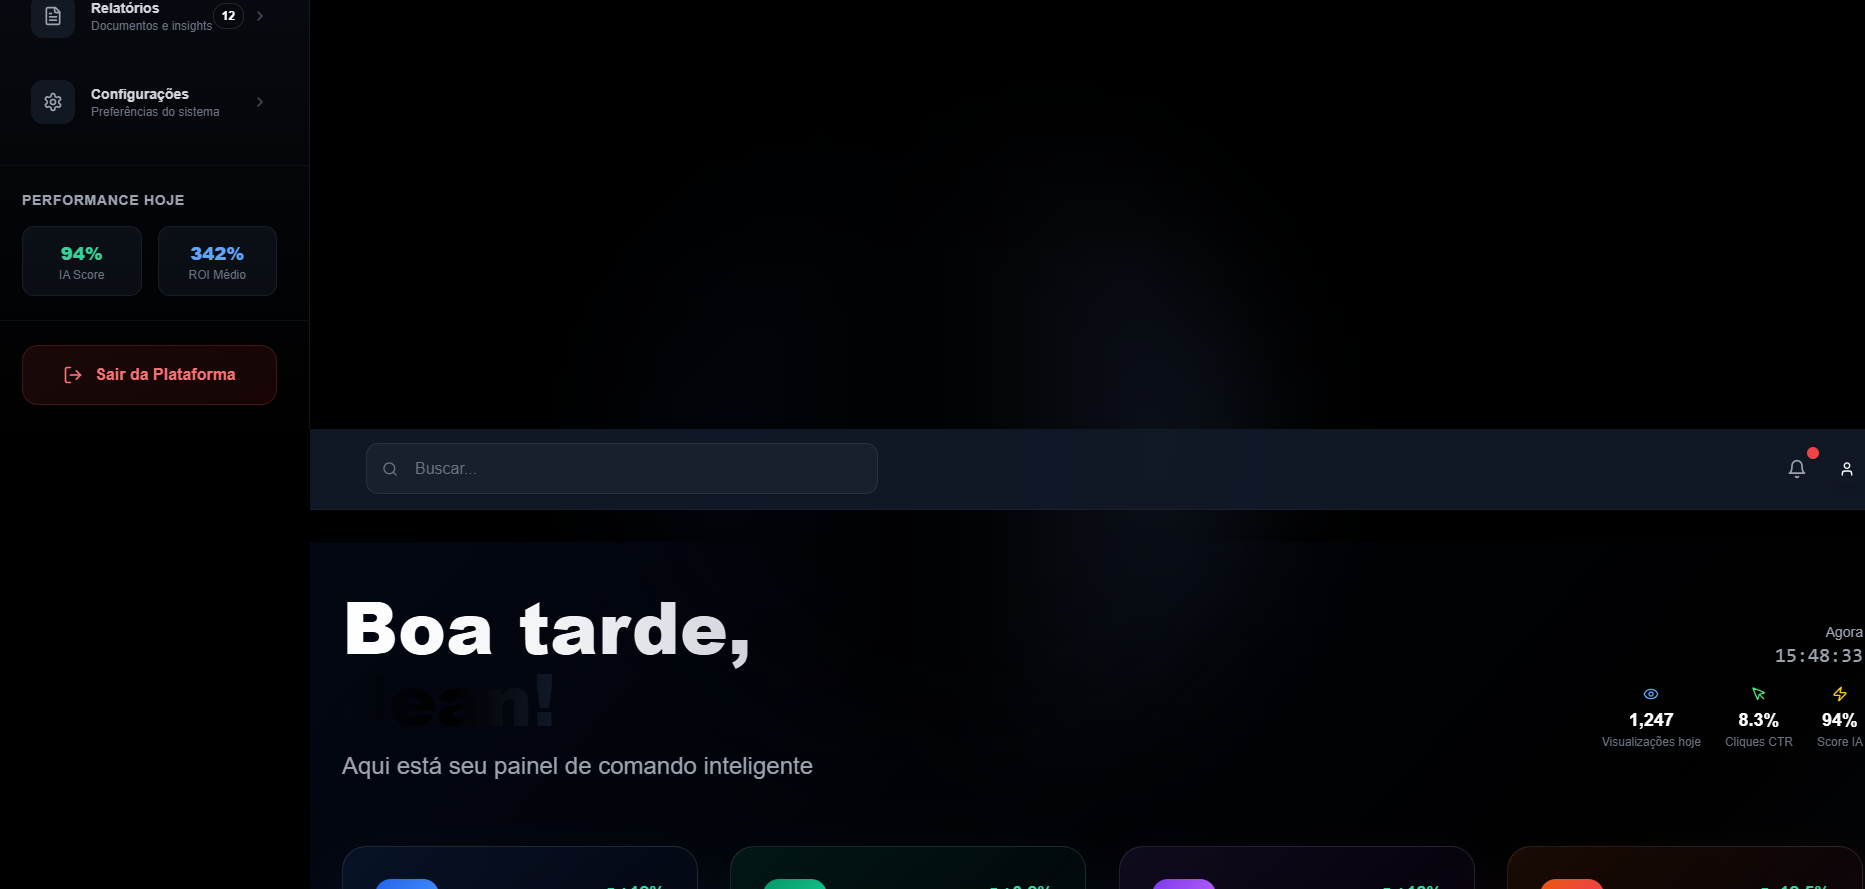 Relatórios
Documentos e insights
12
Configurações
Preferências do sistema
PERFORMANCE HOJE
94%
IA Score
342%
ROI Médio
Sair da Plataforma
Buscar...
Boa tarde,
Aqui está seu painel de comando inteligente
Agora
15:48:33
1,247
Visualizações hoje
8.3%
Cliques CTR
94%
Score IA